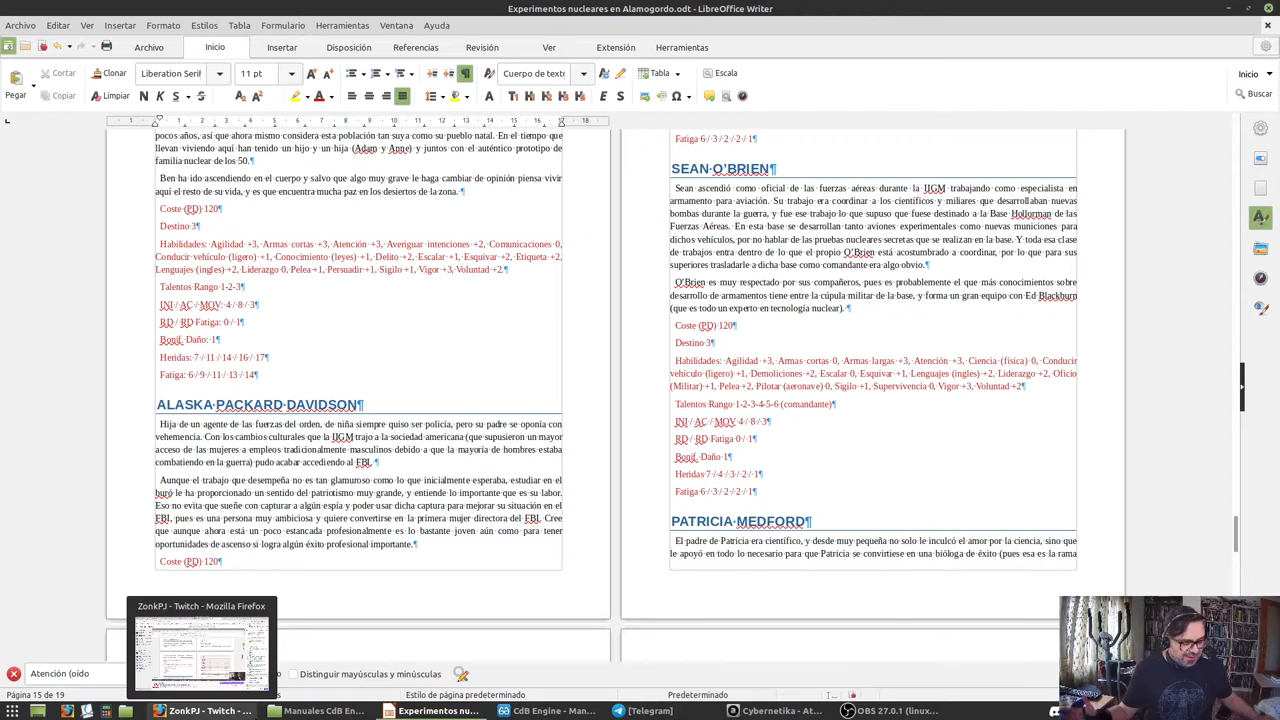 Experimentos nucleares en Alamogordo.odt - LibreOffice Writer
Archivo Editar Ver Insertar Formato Estilos Tabla Formulario Herramientas Ventana Ayuda
Archivo Inicio Insertar Disposición Referencias Revisión Ver Extensión Herramientas
Pegar Cortar Clonar Liberation Serif 11 pt Cuerpo de texto Tabla Escala Inicio
Copiar Limpiar Buscar
1 1 2 3 4 5 6 7 8 9 10 11 12 13 14 15 16 17 18
pocos años, así que ahora mismo considera esta población tan suya como su pueblo natal. En el tiempo que
llevan viviendo aquí han tenido un hijo y un hija (Adam y Anne) y juntos con el auténtico prototipo de
familia nuclear de los 50.¶
Ben ha ido ascendiendo en el cuerpo y salvo que algo muy grave le haga cambiar de opinión piensa vivir
aquí el resto de su vida, y es que encuentra mucha paz en los desiertos de la zona. ¶
Coste (PD) 120¶
Destino 3¶
Habilidades: Agilidad +3, Armas cortas +3, Atención +3, Averiguar intenciones +2, Comunicaciones 0,
Conducir vehículo (ligero) +1, Conocimiento (leyes) +1, Delito +2, Escalar +1, Esquivar +2, Etiqueta +2,
Lenguajes (ingles) +2, Liderazgo 0, Pelea +1, Persuadir +1, Sigilo +1, Vigor +3, Voluntad +2.¶
Talentos Rango 1-2-3¶
INI / AC / MOV: 4 / 8 / 3¶
RD / RD Fatiga: 0 / 1¶
Bonif. Daño: 1¶
Heridas: 7 / 11 / 14 / 16 / 17¶
Fatiga: 6 / 9 / 11 / 13 / 14¶
ALASKA PACKARD DAVIDSON¶
Hija de un agente de las fuerzas del orden, de niña siempre quiso ser policía, pero su padre se oponía con
vehemencia. Con los cambios culturales que la IIGM trajo a la sociedad americana (que supusieron un mayor
acceso de las mujeres a empleos tradicionalmente masculinos debido a que la mayoría de hombres estaba
combatiendo en la guerra) pudo acabar accediendo al FBI. ¶
Aunque el trabajo que desempeña no es tan glamuroso como lo que inicialmente esperaba, estudiar en el
buró le ha proporcionado un sentido del patriotismo muy grande, y entiende lo importante que es su labor.
Eso no evita que sueñe con capturar a algún espía y poder usar dicha captura para mejorar su situación en el
FBI, pues es una persona muy ambiciosa y quiere convertirse en la primera mujer directora del FBI. Cree
que aunque ahora está un poco estancada profesionalmente es lo bastante joven aún como para tener
oportunidades de ascenso si logra algún éxito profesional importante.¶
Coste (PD) 120¶
Fatiga 6 / 3 / 2 / 2 / 1¶
SEAN O'BRIEN¶
Sean ascendió como oficial de las fuerzas aéreas durante la IIGM trabajando como especialista en
armamento para aviación. Su trabajo era coordinar a los científicos y militares que desarrollaban nuevas
bombas durante la guerra, y fue ese trabajo lo que supuso que fuese destinado a la Base Hollorman de las
Fuerzas Aéreas. En esta base se desarrollan tanto aviones experimentales como nuevas municiones para
dichos vehículos, por no hablar de las pruebas nucleares secretas que se realizan en la base. Y toda esa clase
de trabajos entra dentro de lo que el propio O'Brien está acostumbrado a coordinar, por lo que para sus
superiores trasladarle a dicha base como comandante era algo obvio.¶
O'Brien es muy respectado por sus compañeros, pues es probablemente el que más conocimientos sobre
desarrollo de armamentos tiene entre la cúpula militar de la base, y forma un gran equipo con Ed Blackburn
(que es todo un experto en tecnología nuclear). ¶
Coste (PD) 120¶
Destino 3¶
Habilidades: Agilidad +3, Armas cortas 0, Armas largas +3, Atención +3, Ciencia (física) 0, Conducir
vehículo (ligero) +1, Demoliciones +2, Escalar 0, Esquivar +1, Lenguajes (ingles) +2, Liderazgo +2, Oficio
(Militar) +1, Pelea +2, Pilotar (aeronave) 0, Sigilo +1, Supervivencia 0, Vigor +3, Voluntad +2¶
Talentos Rango 1-2-3-4-5-6 (comandante)¶
INI / AC / MOV 4 / 8 / 3¶
RD / RD Fatiga 0 / 1¶
Bonif. Daño 1¶
Heridas 7 / 4 / 3 / 2 / 1¶
Fatiga 6 / 3 / 2 / 2 / 1¶
PATRICIA MEDFORD¶
El padre de Patricia era científico, y desde muy pequeña no solo le inculcó el amor por la ciencia, sino que
le apoyó en todo lo necesario para que Patricia se convirtiese en una bióloga de éxito (pues esa es la rama
ZonkPJ - Twitch - Mozilla Firefox
Atención (oído Distinguir mayúsculas y minúsculas
Página 15 de 19 Estilo de página predeterminado Predeterminado
ZonkPJ - Twitch - ... Manuales CdB Eng... Experimentos nu... CdB Engine - Man... [Telegram] Cybernetika - At... OBS 27.0.1 (linux...